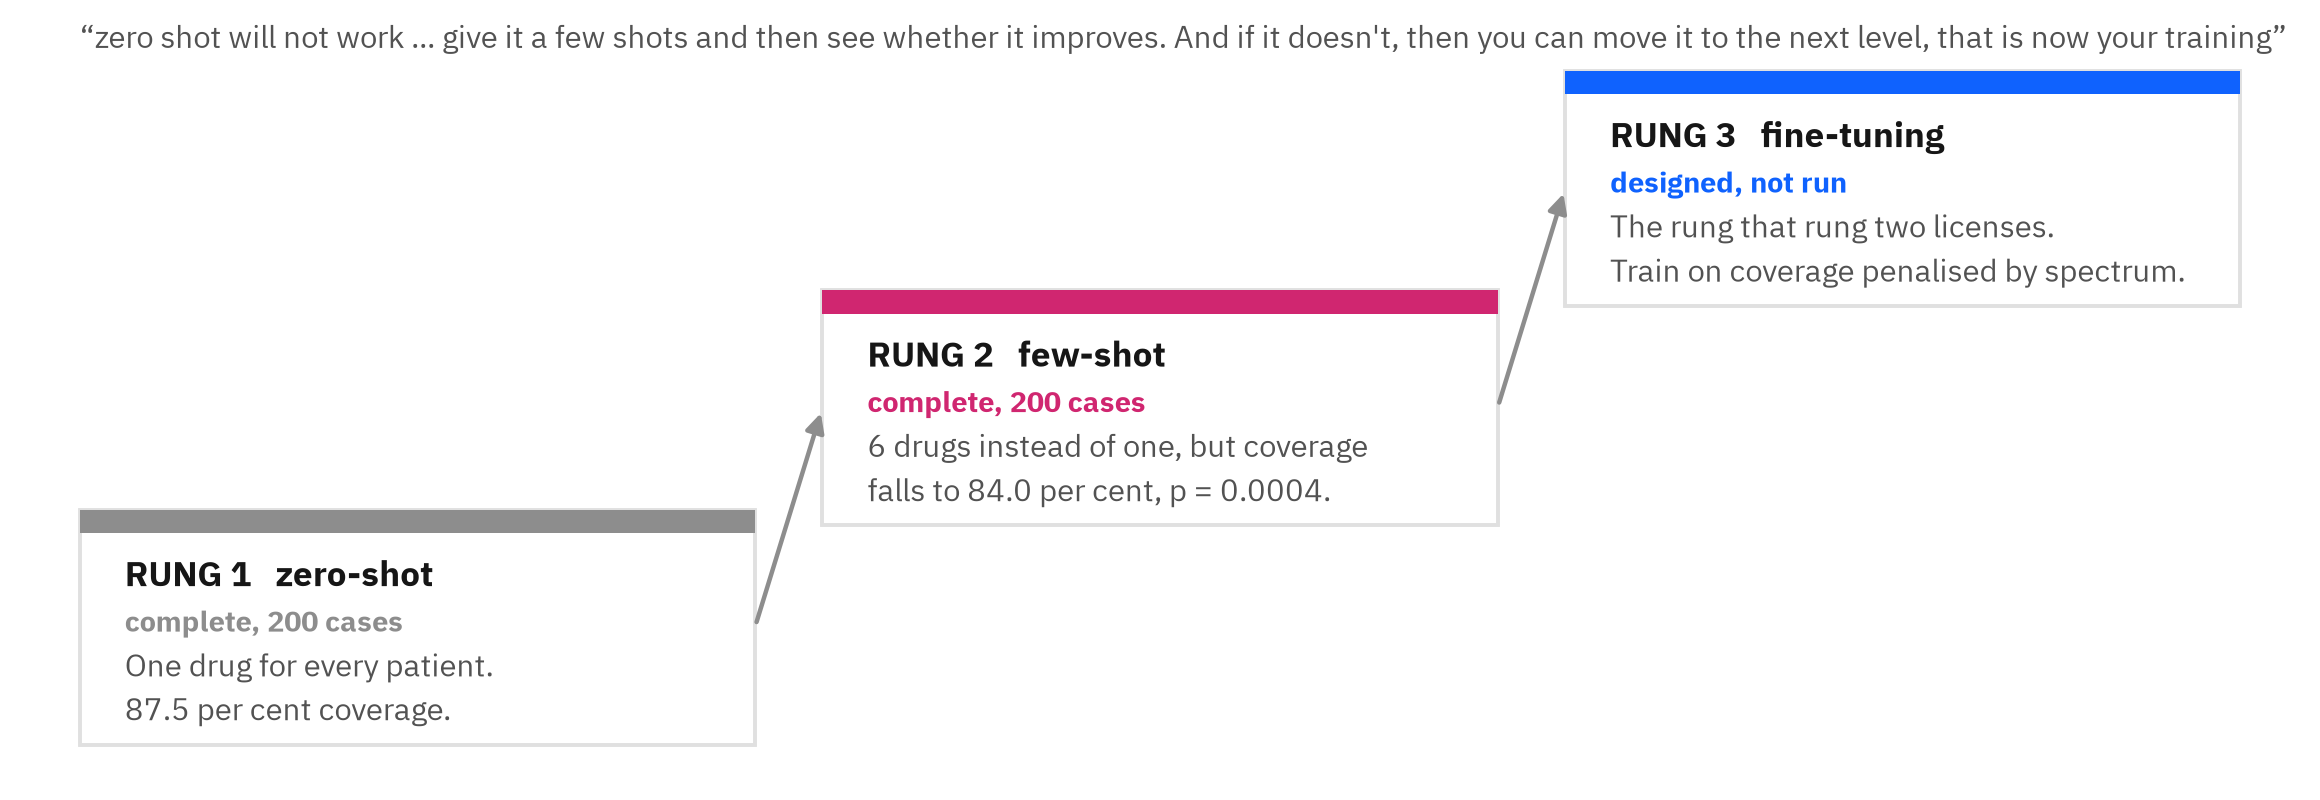 “zero shot will not work ... give it a few shots and then see whether it improves. And if it doesn't, then you can move it to the next level, that is now your training”
RUNG 1 zero-shot
complete, 200 cases
One drug for every patient.
87.5 per cent coverage.
RUNG 2 few-shot
complete, 200 cases
6 drugs instead of one, but coverage
falls to 84.0 per cent, p = 0.0004.
RUNG 3 fine-tuning
designed, not run
The rung that rung two licenses.
Train on coverage penalised by spectrum.